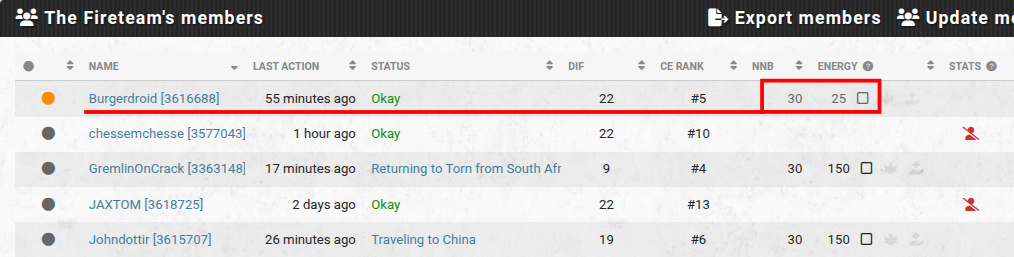 The Fireteam's members Export members Update me
NAME LAST ACTION STATUS DIF CE RANK NNB ENERGY STATS
Burgerdroid [3616688] 55 minutes ago Okay 22 #5 30 25
chessemchesse [3577043] 1 hour ago Okay 22 #10
GremlinOnCrack [3363148] 17 minutes ago Returning to Torn from South Afr 9 #4 30 150
JAXTOM [3618725] 2 days ago Okay 22 #13
Johndottir [3615707] 26 minutes ago Traveling to China 19 #6 30 150